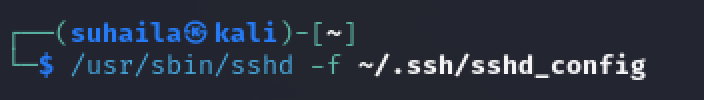 ┌──(suhaila㉿kali)-[~]
└─$ /usr/sbin/sshd -f ~/.ssh/sshd_config